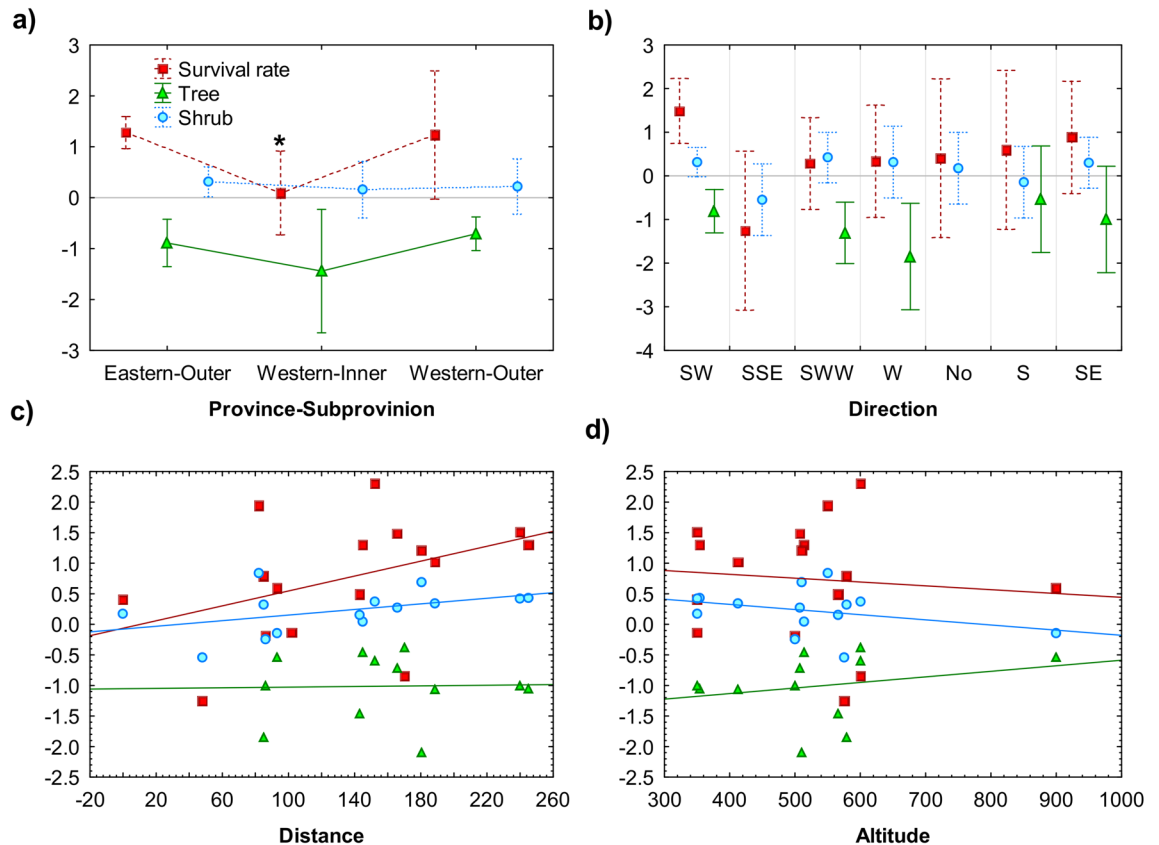 a)
3
2
1
0
-1
-2
-3
Survival rate
Tree
Shrub
*
Eastern-Outer Western-Inner Western-Outer
Province-Subprovinion
b)
3
2
1
0
-1
-2
-3
-4
SW SSE SWW W No S SE
Direction
c)
2.5
2.0
1.5
1.0
0.5
0.0
-0.5
-1.0
-1.5
-2.0
-2.5
-20 20 60 100 140 180 220 260
Distance
d)
2.5
2.0
1.5
1.0
0.5
0.0
-0.5
-1.0
-1.5
-2.0
-2.5
300 400 500 600 700 800 900 1000
Altitude